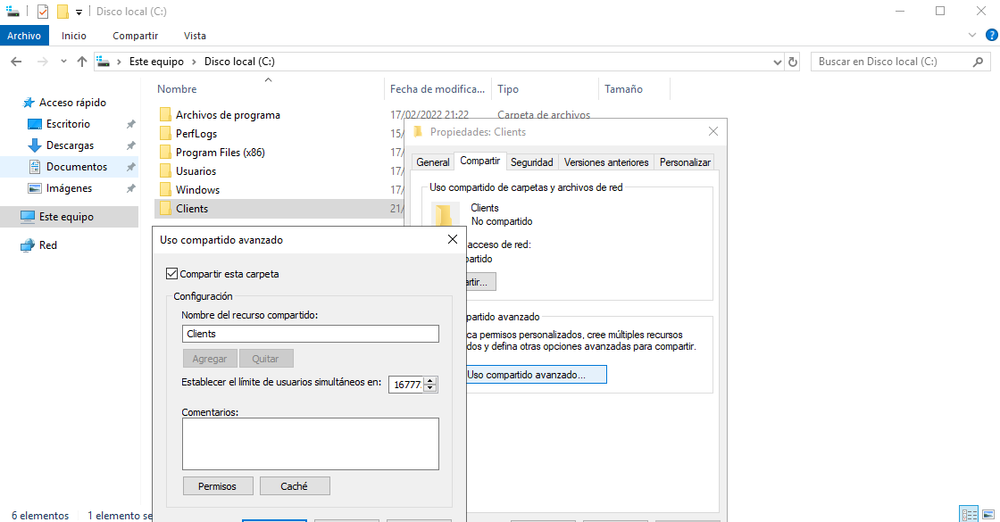 Disco local (C:)
Archivo Inicio Compartir Vista
Este equipo > Disco local (C:)
Buscar en Disco local (C:)
Nombre Fecha de modifica... Tipo Tamaño
Acceso rápido
Escritorio
Descargas
Documentos
Imágenes
Este equipo
Red
Archivos de programa 17/02/2022 21:22 Carpeta de archivos
PerfLogs 15/
Program Files (x86) 17/
Usuarios 17/
Windows 17/
Clients 21/
Propiedades: Clients
General Compartir Seguridad Versiones anteriores Personalizar
Uso compartido de carpetas y archivos de red
Clients
No compartido
acceso de red:
partido
artir...
partido avanzado
ca permisos personalizados, cree múltiples recursos
dos y defina otras opciones avanzadas para compartir.
Uso compartido avanzado...
Uso compartido avanzado
Compartir esta carpeta
Configuración
Nombre del recurso compartido:
Clients
Agregar Quitar
Establecer el límite de usuarios simultáneos en: 16777
Comentarios:
Permisos Caché
6 elementos 1 elemento se